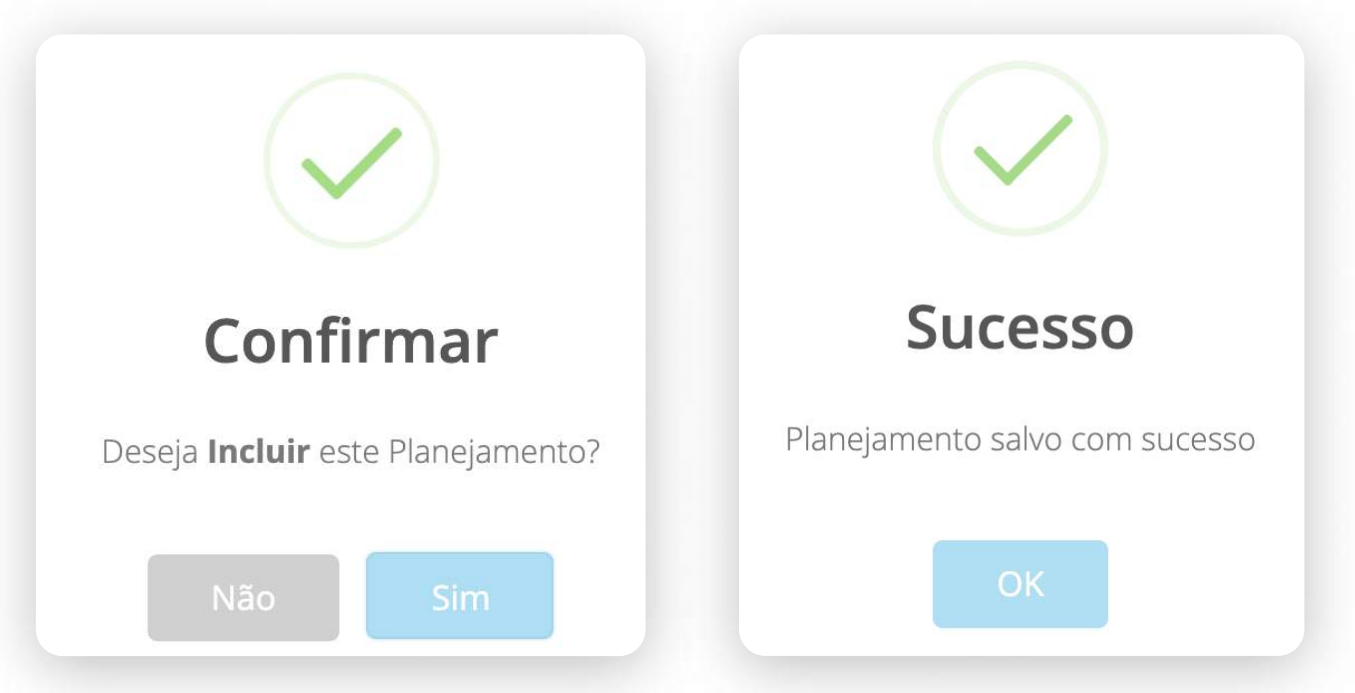 Confirmar
Deseja Incluir este Planejamento?
Não
Sim
Sucesso
Planejamento salvo com sucesso
OK